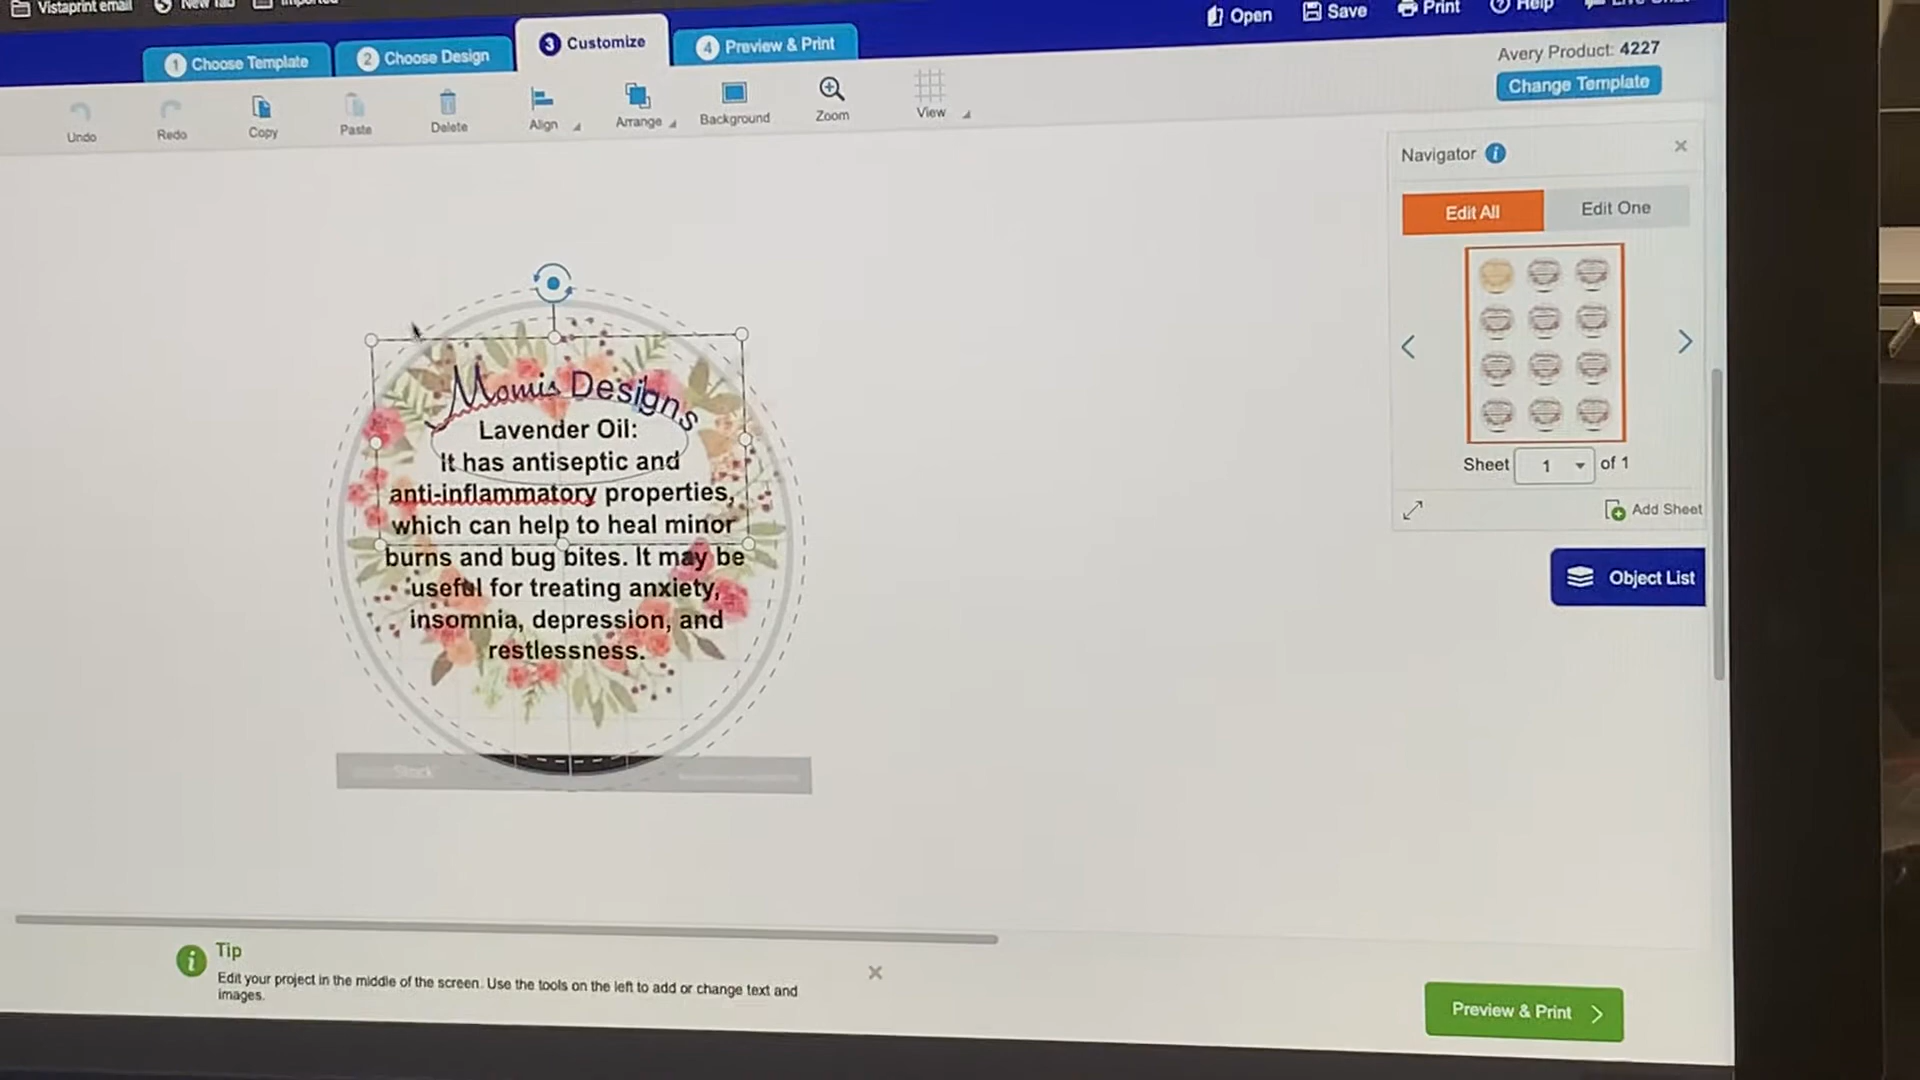 Vistaprint email
New Tab
Imported
Open
Save
Print
Help
1 Choose Template
2 Choose Design
3 Customize
4 Preview & Print
Avery Product: 4227
Change Template
Undo
Redo
Copy
Paste
Delete
Align
Arrange
Background
Zoom
View
Navigator
Edit All
Edit One
Momis Designs
Lavender Oil:
It has antiseptic and
anti-inflammatory properties,
which can help to heal minor
burns and bug bites. It may be
useful for treating anxiety,
insomnia, depression, and
restlessness.
Sheet 1 of 1
Add Sheet
Object List
Stuck
Tip
Edit your project in the middle of the screen. Use the tools on the left to add or change text and
images.
Preview & Print